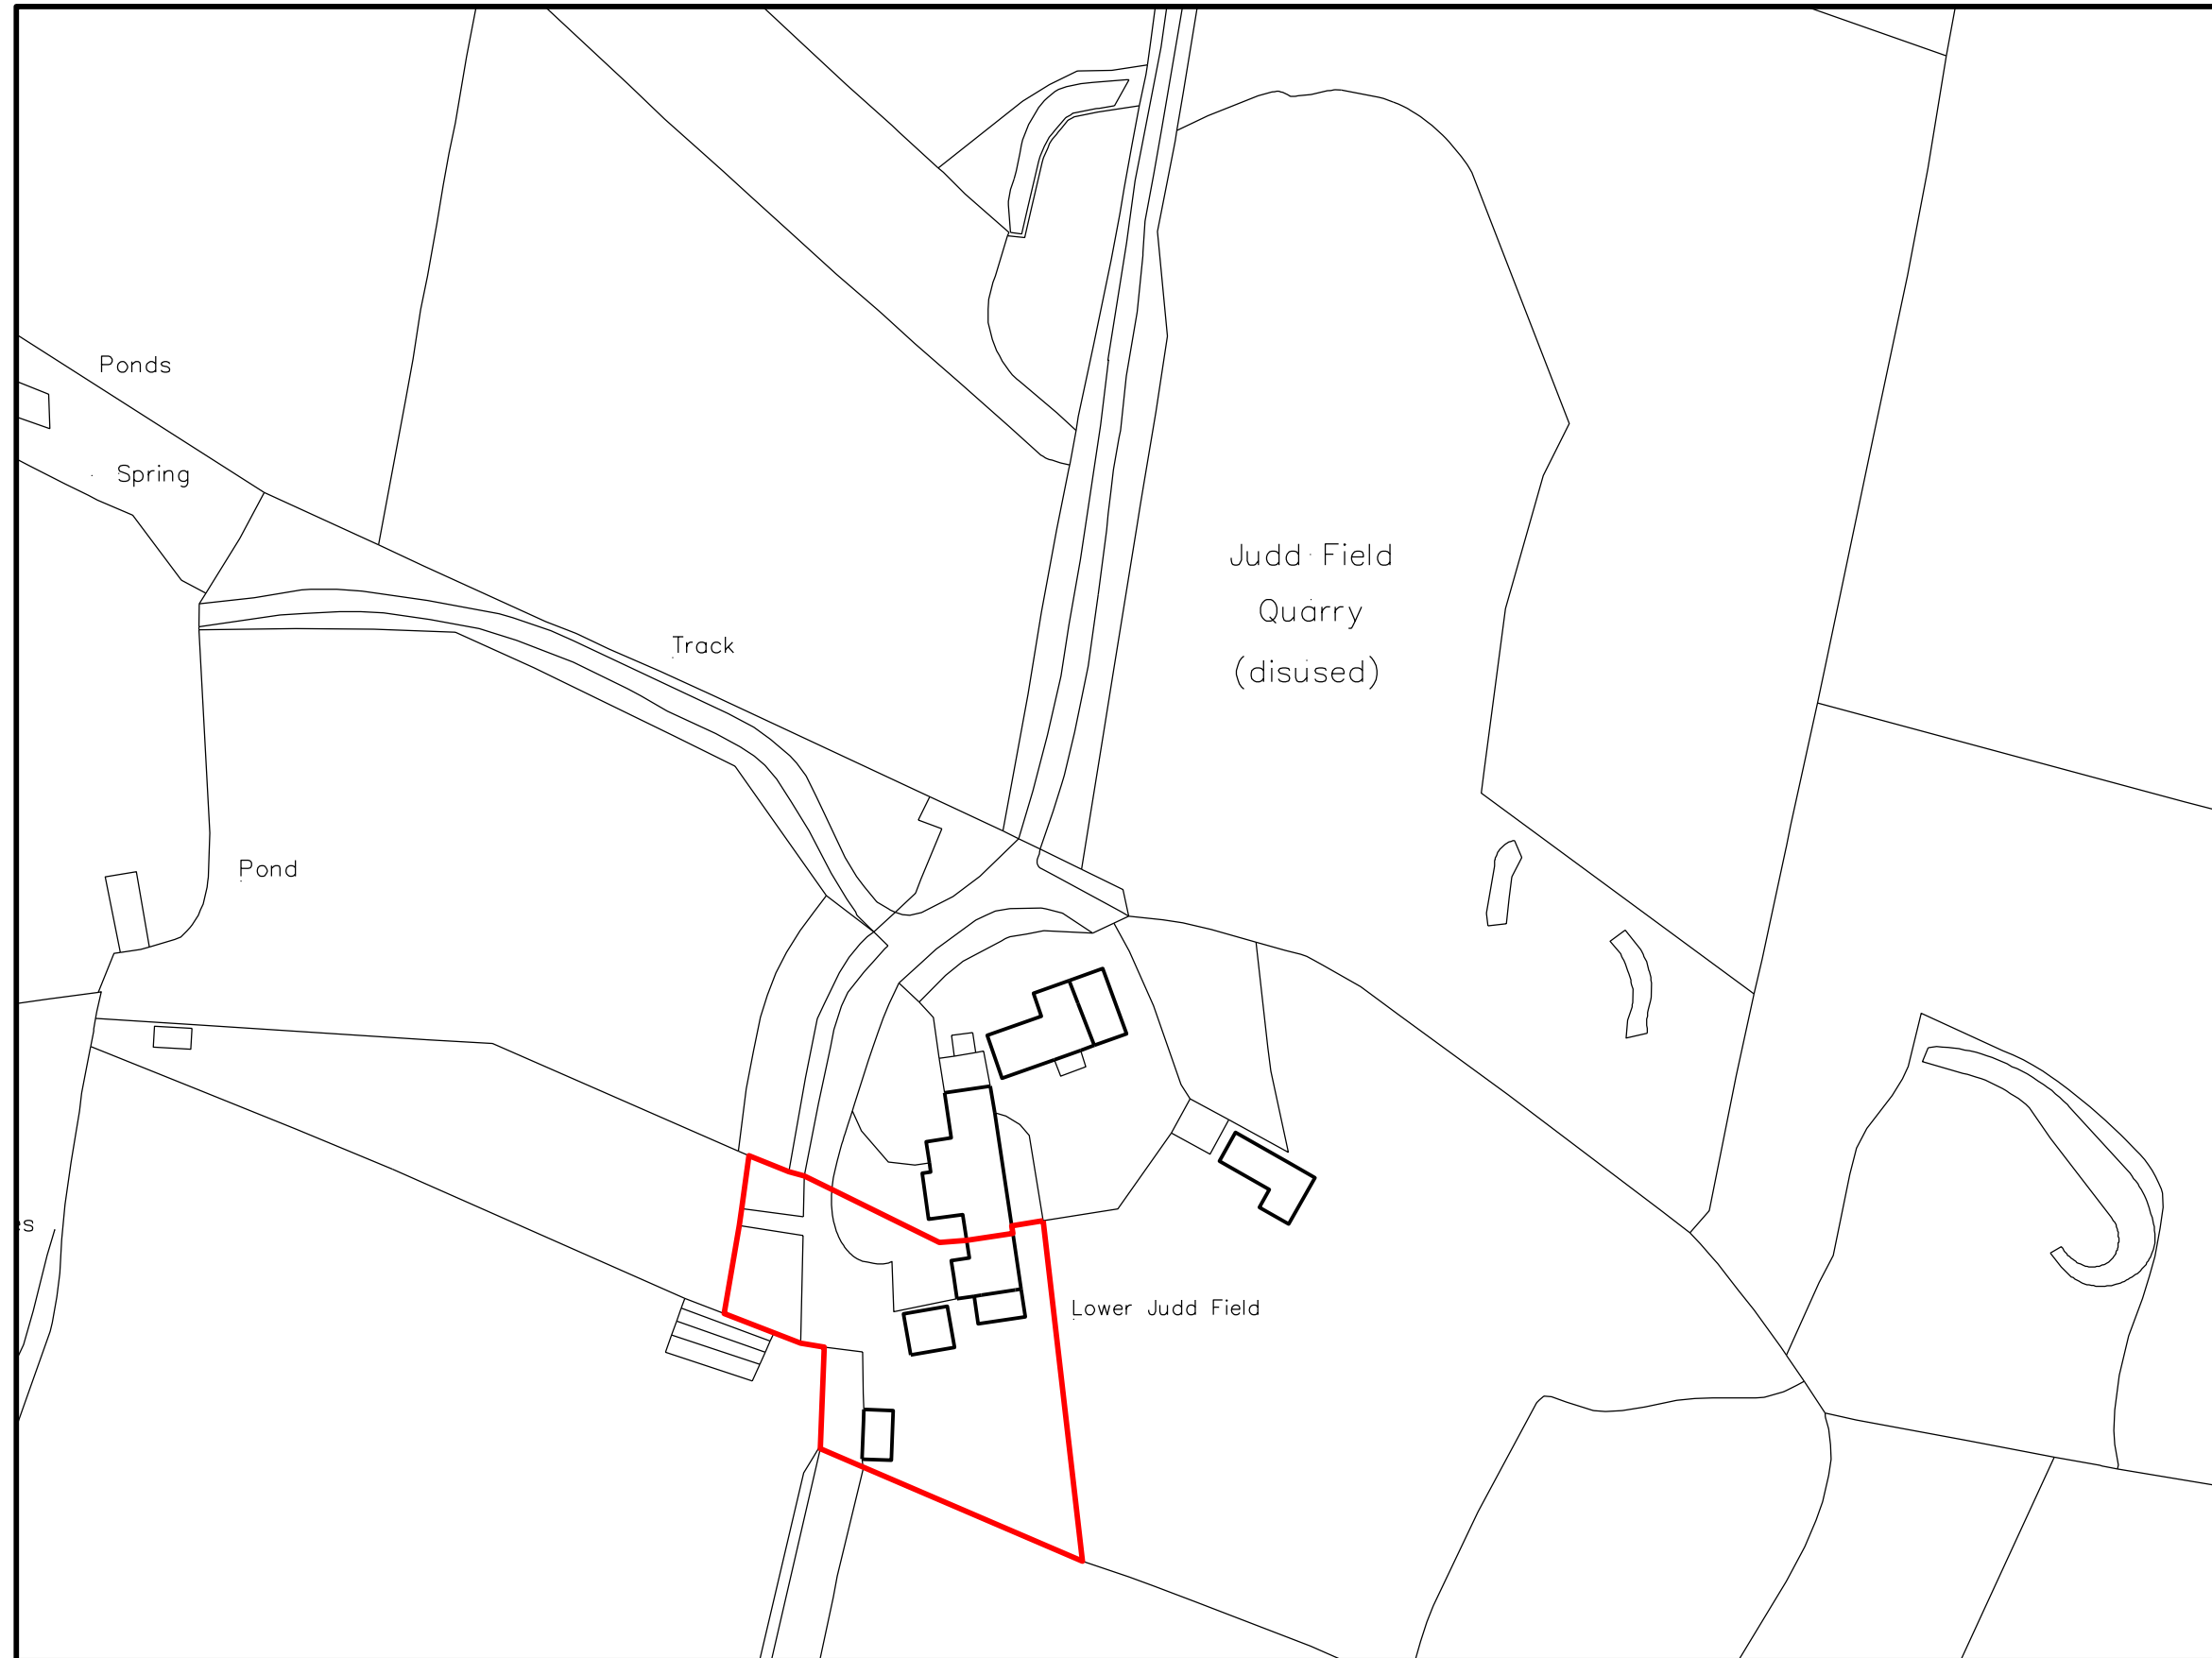 Ponds
Spring
Judd Field
Quarry
(disused)
Track
Pond
Lower Judd Field